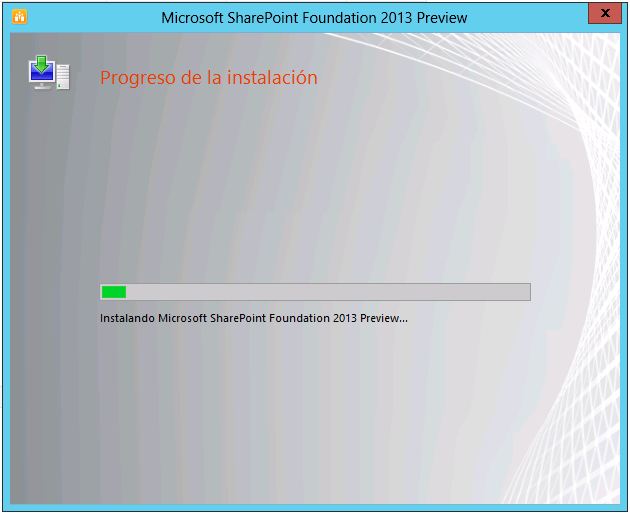 Microsoft SharePoint Foundation 2013 Preview
x
Progreso de la instalación
Instalando Microsoft SharePoint Foundation 2013 Preview...